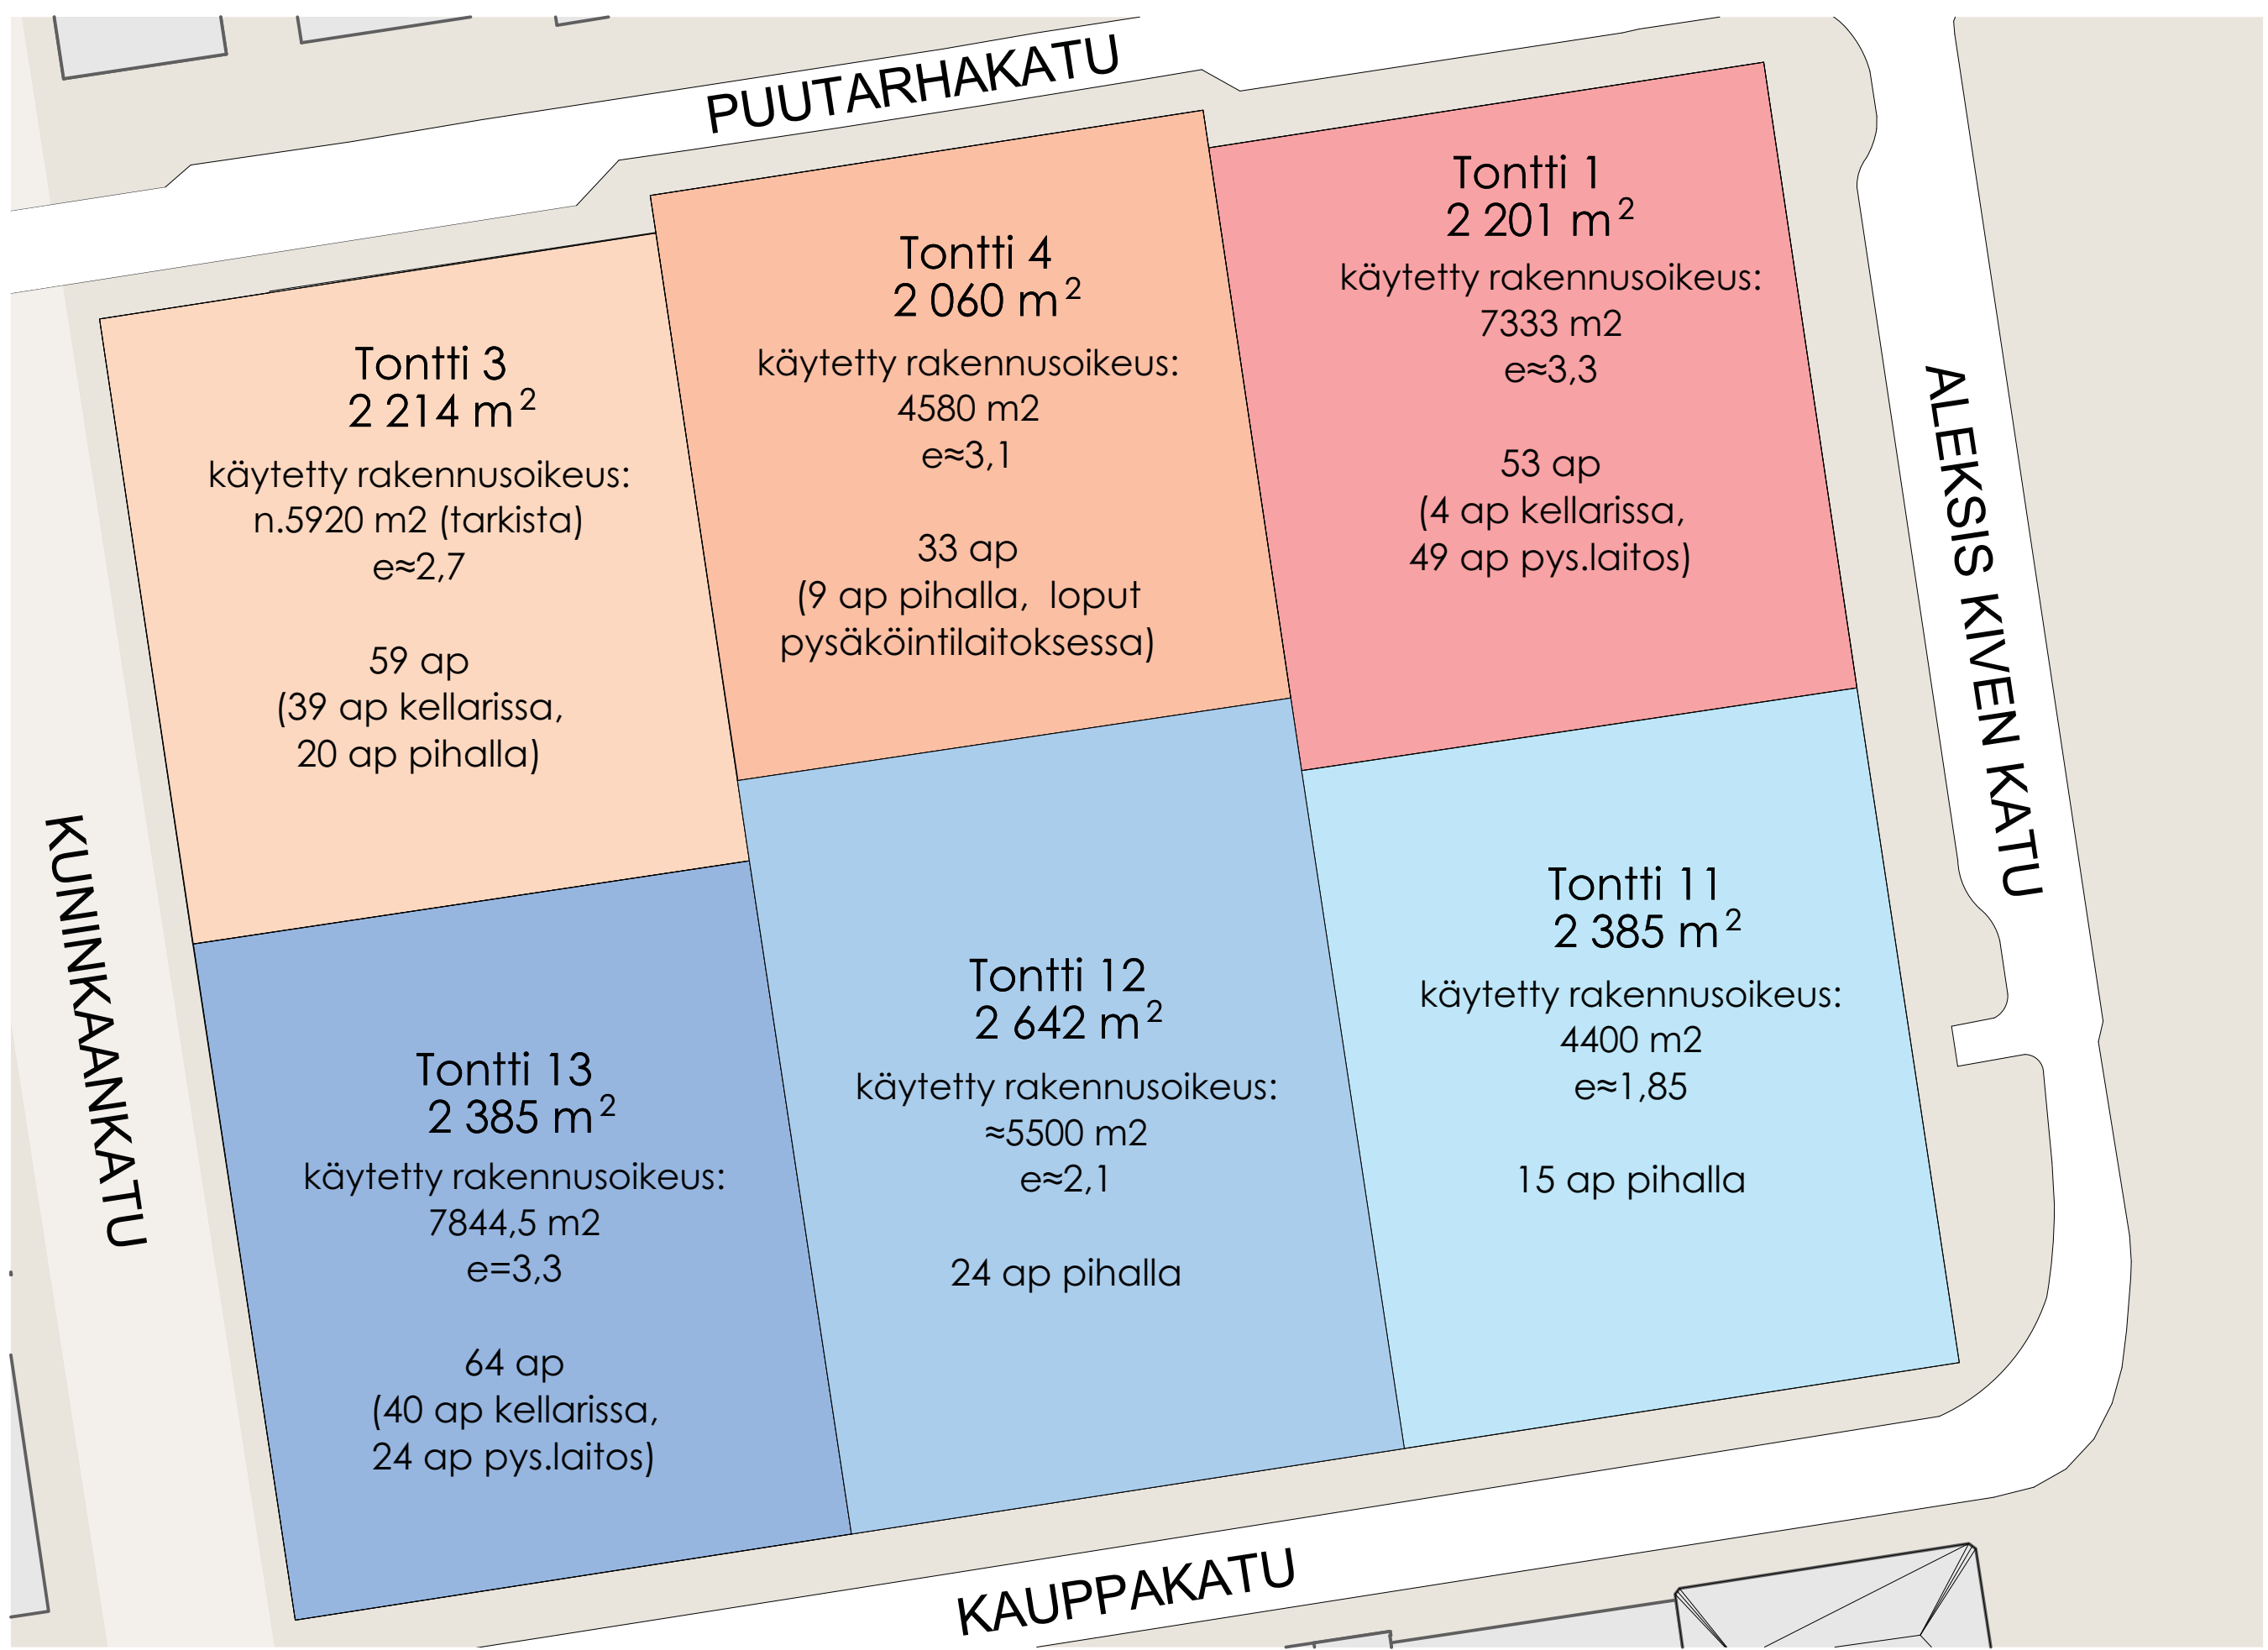 PUUTARHAKATU
Tontti 3
2 214 m²
käytetty rakennusoikeus:
n.5920 m2 (tarkista)
e≈2,7
59 ap
(39 ap kellarissa,
20 ap pihalla)
Tontti 4
2 060 m²
käytetty rakennusoikeus:
4580 m2
e≈3,1
33 ap
(9 ap pihalla, loput
pysäköintilaitoksessa)
Tontti 1
2 201 m²
käytetty rakennusoikeus:
7333 m2
e≈3,3
53 ap
(4 ap kellarissa,
49 ap pys.laitos)
ALEKSIS KIVEN KATU
KUNINKAANKATU
Tontti 13
2 385 m²
käytetty rakennusoikeus:
7844,5 m2
e=3,3
64 ap
(40 ap kellarissa,
24 ap pys.laitos)
Tontti 12
2 642 m²
käytetty rakennusoikeus:
≈5500 m2
e≈2,1
24 ap pihalla
Tontti 11
2 385 m²
käytetty rakennusoikeus:
4400 m2
e≈1,85
15 ap pihalla
KAUPPAKATU